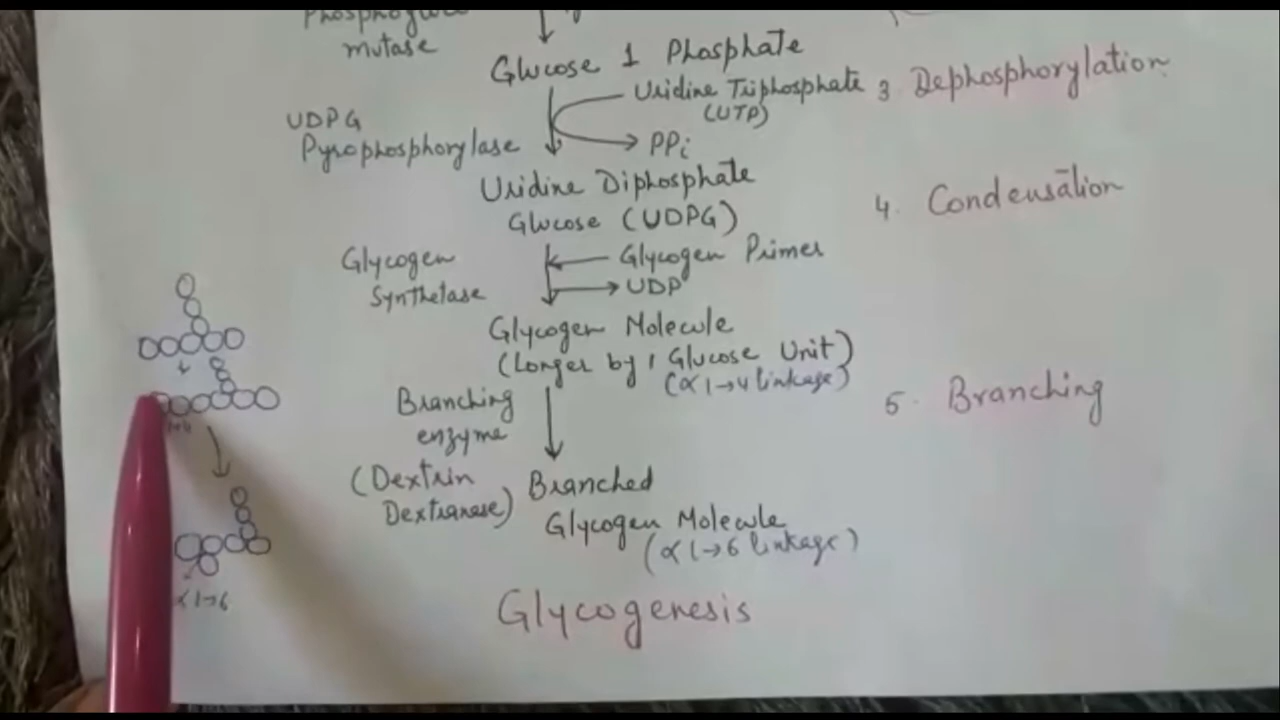 mutase
Glucose 1 Phosphate
Uridine Triphosphate
(UTP)
3. Dephosphorylation
UDPG
Pyrophosphorylase
PPi
Uridine Diphosphate
Glucose (UDPG)
4. Condensation
Glycogen
Synthetase
Glycogen Primer
UDP
Glycogen Molecule
(Longer by 1 Glucose Unit)
(α 1→4 linkage)
Branching
enzyme
5. Branching
(Dextrin
Dextranase)
Branched
Glycogen Molecule
(α 1→6 linkage)
α 1→6
Glycogenesis